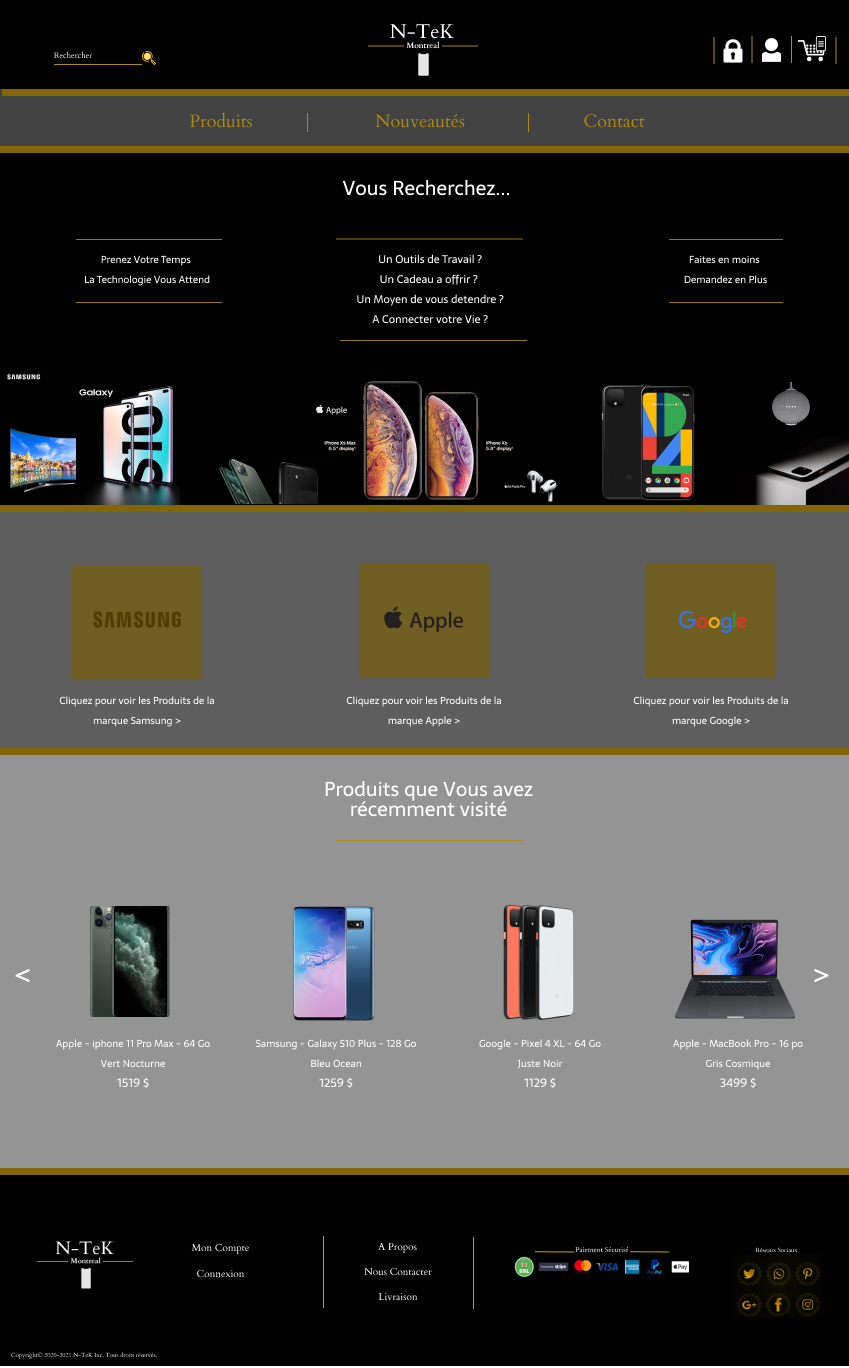 N-TeK
Montreal
Rechercher
Produits
Nouveautés
Contact
Vous Recherchez...
Prenez Votre Temps
La Technologie Vous Attend
Un Outils de Travail ?
Un Cadeau a offrir ?
Un Moyen de vous detendre ?
A Connecter votre Vie ?
Faites en moins
Demandez en Plus
SAMSUNG
Galaxy
S10
Apple
iPhone Xs Max
6.5" display¹
iPhone Xs
5.8" display¹
AirPods Pro
SAMSUNG
Apple
Google
Cliquez pour voir les Produits de la
marque Samsung >
Cliquez pour voir les Produits de la
marque Apple >
Cliquez pour voir les Produits de la
marque Google >
Produits que Vous avez
récemment visité
<
>
Apple - iphone 11 Pro Max - 64 Go
Vert Nocturne
1519 $
Samsung - Galaxy S10 Plus - 128 Go
Bleu Ocean
1259 $
Google - Pixel 4 XL - 64 Go
Juste Noir
1129 $
Apple - MacBook Pro - 16 po
Gris Cosmique
3499 $
N-TeK
Montreal
Mon Compte
Connexion
A Propos
Nous Contacter
Livraison
Paiement Sécurisé
SSL
stripe
VISA
PayPal
Pay
Réseaux Sociaux
G+
Copyright© 2020-2021 N-TeK Inc. Tous droits réservés.